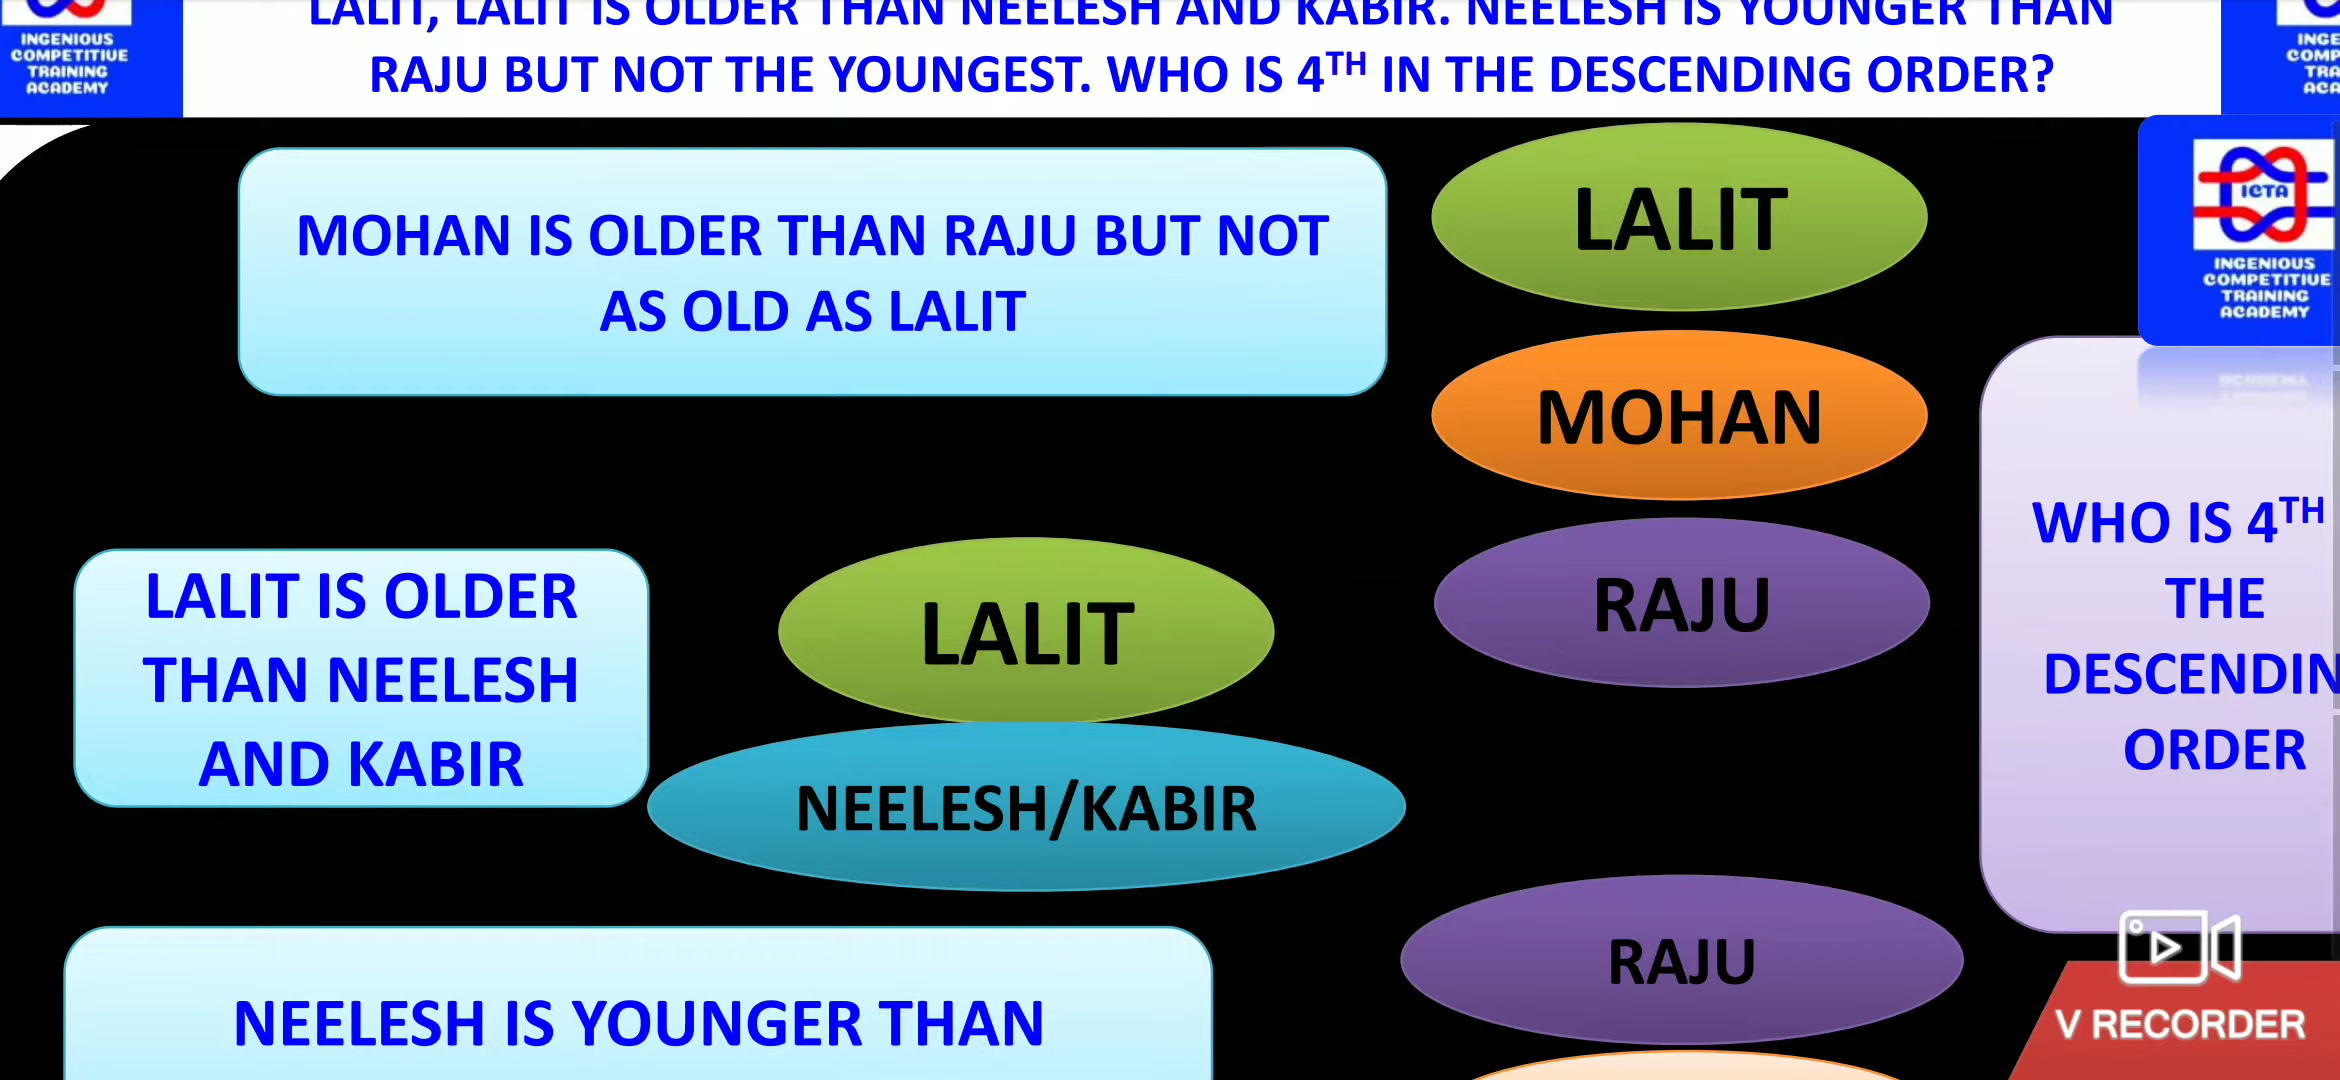 LALIT, LALIT IS OLDER THAN NEELESH AND KABIR. NEELESH IS YOUNGER THAN
RAJU BUT NOT THE YOUNGEST. WHO IS 4TH IN THE DESCENDING ORDER?
INGENIOUS
COMPETITIUE
TRAINING
ACADEMY
MOHAN IS OLDER THAN RAJU BUT NOT
AS OLD AS LALIT
LALIT
MOHAN
RAJU
ICTA
INGENIOUS
COMPETITIUE
TRAINING
ACADEMY
LALIT IS OLDER
THAN NEELESH
AND KABIR
LALIT
NEELESH/KABIR
WHO IS 4TH
THE
DESCENDIN
ORDER
NEELESH IS YOUNGER THAN
RAJU
V RECORDER